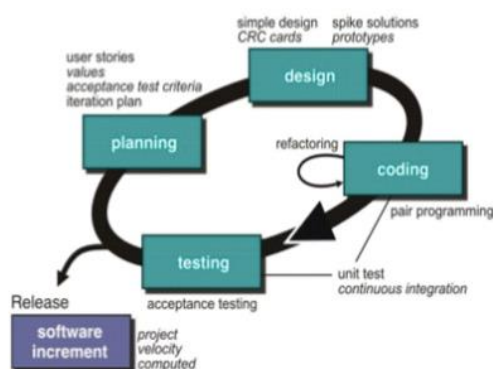 simple design
CRC cards
spike solutions
prototypes
user stories
values
acceptance test criteria
iteration plan
design
planning
refactoring
coding
pair programming
testing
unit test
continuous integration
acceptance testing
Release
software
increment
project
velocity
computed